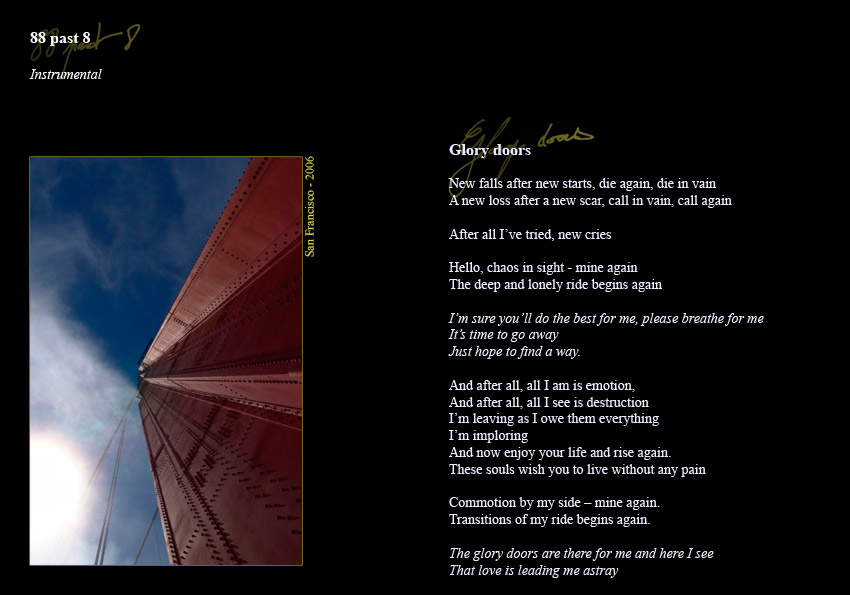 88 past 8
88 past 8
Instrumental
San Francisco - 2006
Glory doors
Glory doors
New falls after new starts, die again, die in vain
A new loss after a new scar, call in vain, call again
After all I’ve tried, new cries
Hello, chaos in sight - mine again
The deep and lonely ride begins again
I’m sure you’ll do the best for me, please breathe for me
It’s time to go away
Just hope to find a way.
And after all, all I am is emotion,
And after all, all I see is destruction
I’m leaving as I owe them everything
I’m imploring
And now enjoy your life and rise again.
These souls wish you to live without any pain
Commotion by my side – mine again.
Transitions of my ride begins again.
The glory doors are there for me and here I see
That love is leading me astray